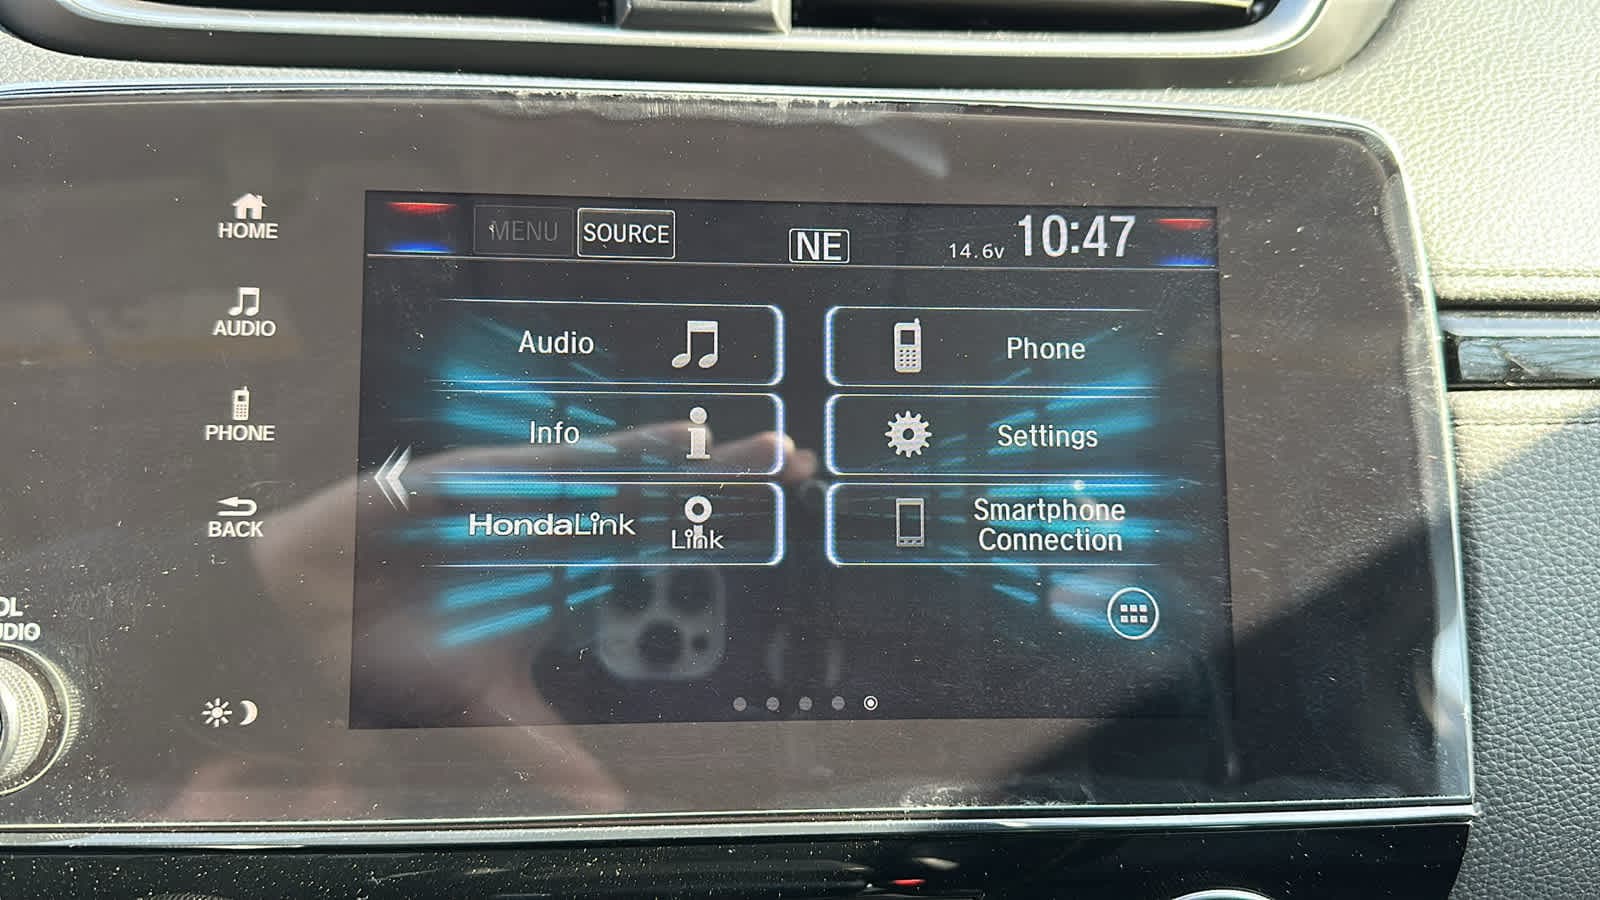 HOME
AUDIO
PHONE
BACK
MENU SOURCE
NE
14.6v 10:47
Audio
Phone
Info
Settings
HondaLink
Link
Smartphone
Connection